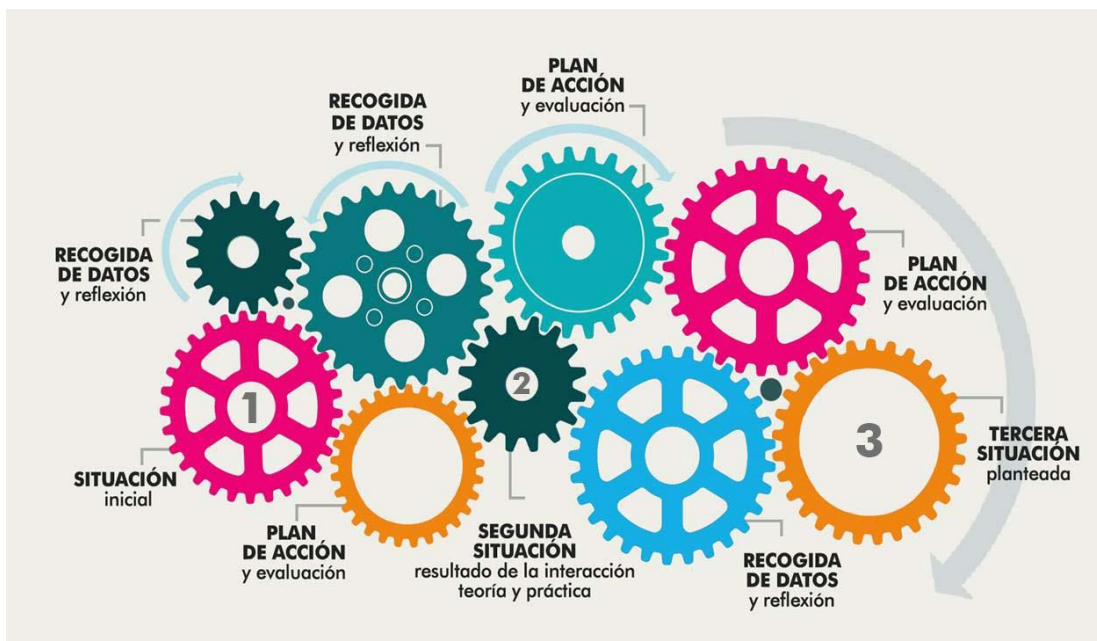 PLAN
DE ACCIÓN
y evaluación
RECOGIDA
DE DATOS
y reflexión
RECOGIDA
DE DATOS
y reflexión
PLAN
DE ACCIÓN
y evaluación
1
2
3
SITUACIÓN
inicial
TERCERA
SITUACIÓN
planteada
PLAN
DE ACCIÓN
y evaluación
SEGUNDA
SITUACIÓN
resultado de la interacción
teoría y práctica
RECOGIDA
DE DATOS
y reflexión